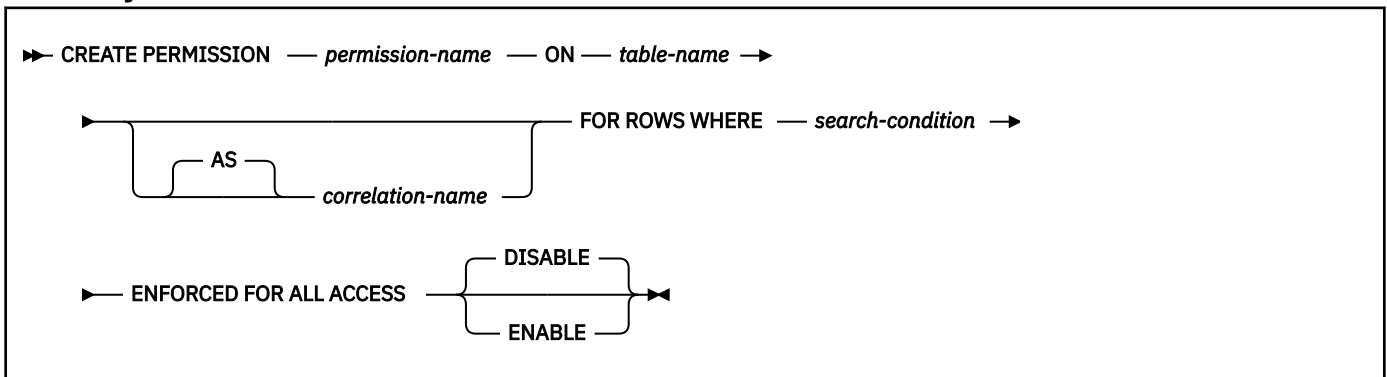 CREATE PERMISSION permission-name ON table-name
FOR ROWS WHERE search-condition
AS
correlation-name
DISABLE
ENFORCED FOR ALL ACCESS
ENABLE